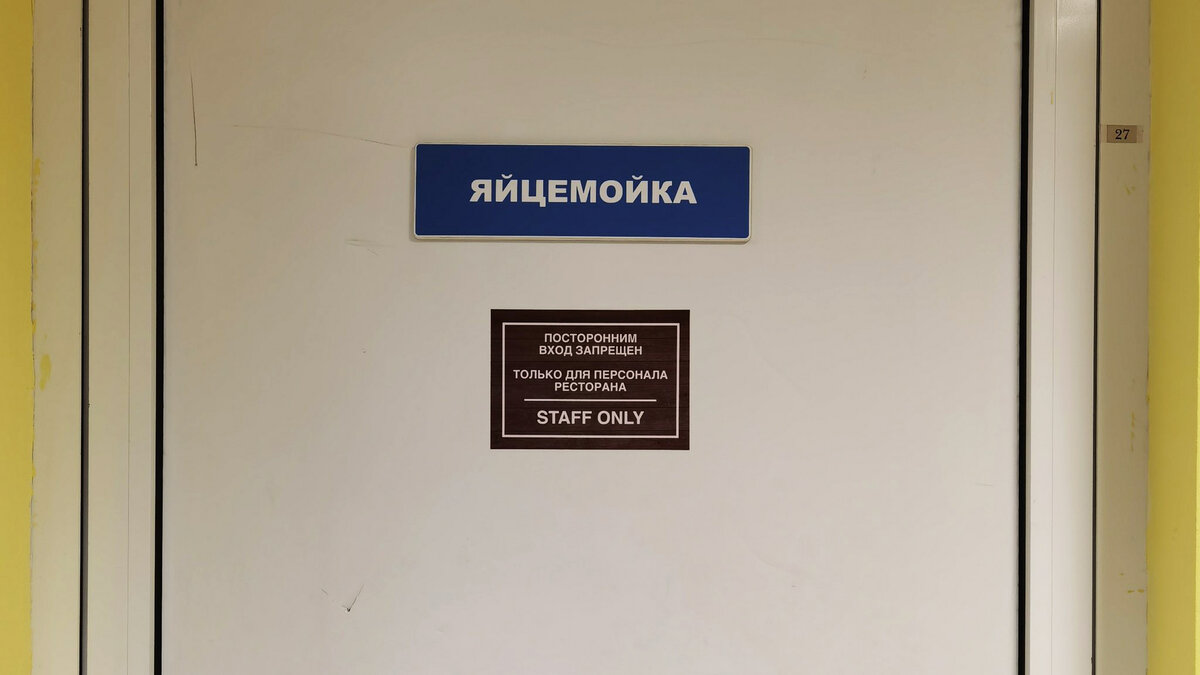 ЯЙЦЕМОЙКА
27
ПОСТОРОННИМ
ВХОД ЗАПРЕЩЕН
ТОЛЬКО ДЛЯ ПЕРСОНАЛА
РЕСТОРАНА
STAFF ONLY